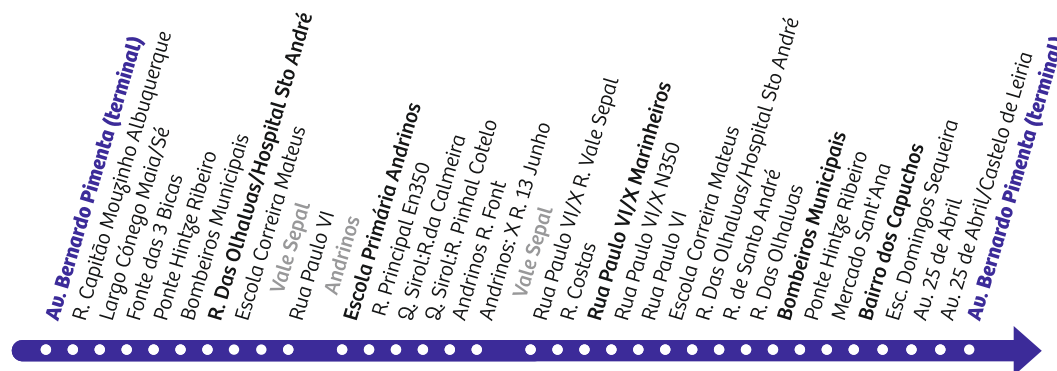 Av. Bernardo Pimenta (terminal)
R. Capitão Mouzinho Albuquerque
Largo Cónego Maia/Sé
Fonte das 3 Bicas
Ponte Hintze Ribeiro
Bombeiros Municipais
R. Das Olhalvas/Hospital Sto André
Escola Correira Mateus
Vale Sepal
Rua Paulo VI
Andrinos
Escola Primária Andrinos
R. Principal En350
Q. Sirol:R.da Calmeira
Q. Sirol:R. Pinhal Cotelo
Andrinos R. Font
Andrinos: X R. 13 Junho
Vale Sepal
Rua Paulo VI/X R. Vale Sepal
R. Costas
Rua Paulo VI/X Marinheiros
Rua Paulo VI/X N350
Rua Paulo VI
Escola Correira Mateus
R. Das Olhalvas/Hospital Sto André
R. de Santo André
R. Das Olhalvas
Bombeiros Municipais
Ponte Hintze Ribeiro
Mercado Sant'Ana
Bairro dos Capuchos
Esc. Domingos Sequeira
Av. 25 de Abril
Av. 25 de Abril/Castelo de Leiria
Av. Bernardo Pimenta (terminal)